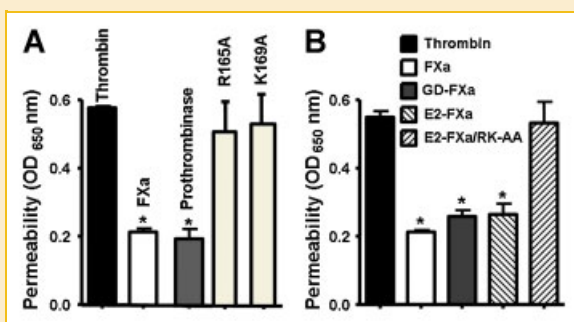 A
Permeability (OD 650 nm)
0.6
0.4
0.2
0.0
Thrombin
FXa
*
Prothrombinase
*
R165A
K169A
B
Thrombin
FXa
GD-FXa
E2-FXa
E2-FXa/RK-AA
Permeability (OD 650 nm)
0.6
0.4
0.2
0.0
*
*
*